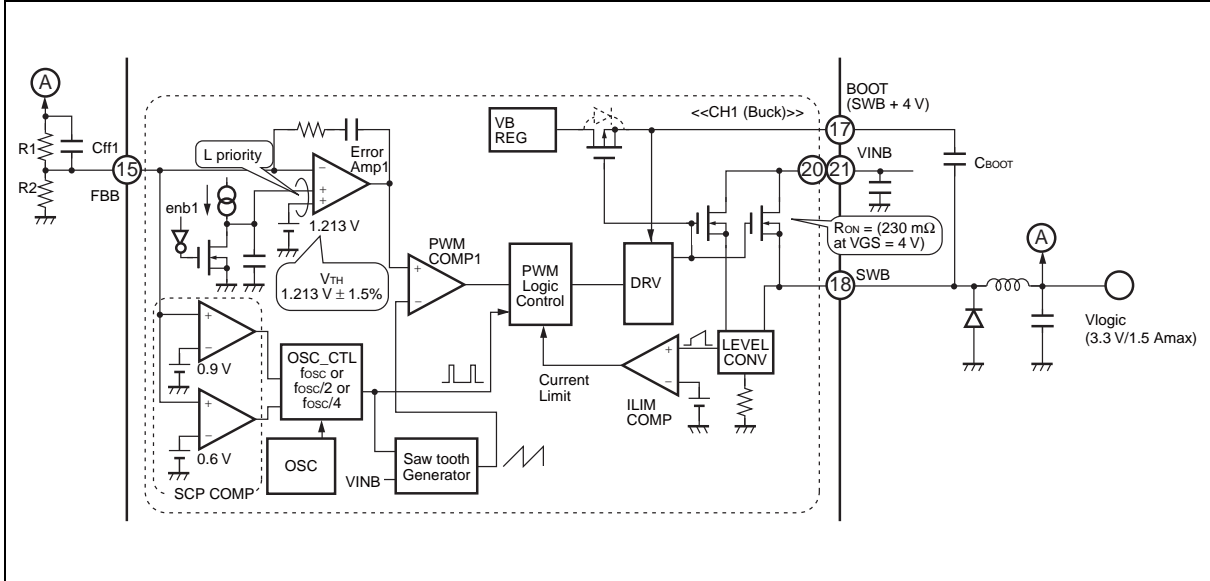 A
R1
Cff1
R2
15
FBB
L priority
Error
Amp1
enb1
1.213 V
VTH
1.213 V ± 1.5%
PWM
COMP1
PWM
Logic
Control
DRV
VB
REG
<<CH1 (Buck)>>
BOOT
(SWB + 4 V)
17
VINB
20
21
CBOOT
RON = (230 mΩ
at VGS = 4 V)
SWB
18
A
Vlogic
(3.3 V/1.5 Amax)
LEVEL
CONV
ILIM
COMP
Current
Limit
0.9 V
0.6 V
SCP COMP
OSC_CTL
fosc or
fosc/2 or
fosc/4
OSC
VINB
Saw tooth
Generator
+
−
+
+
−
+
−
+
−
+
−